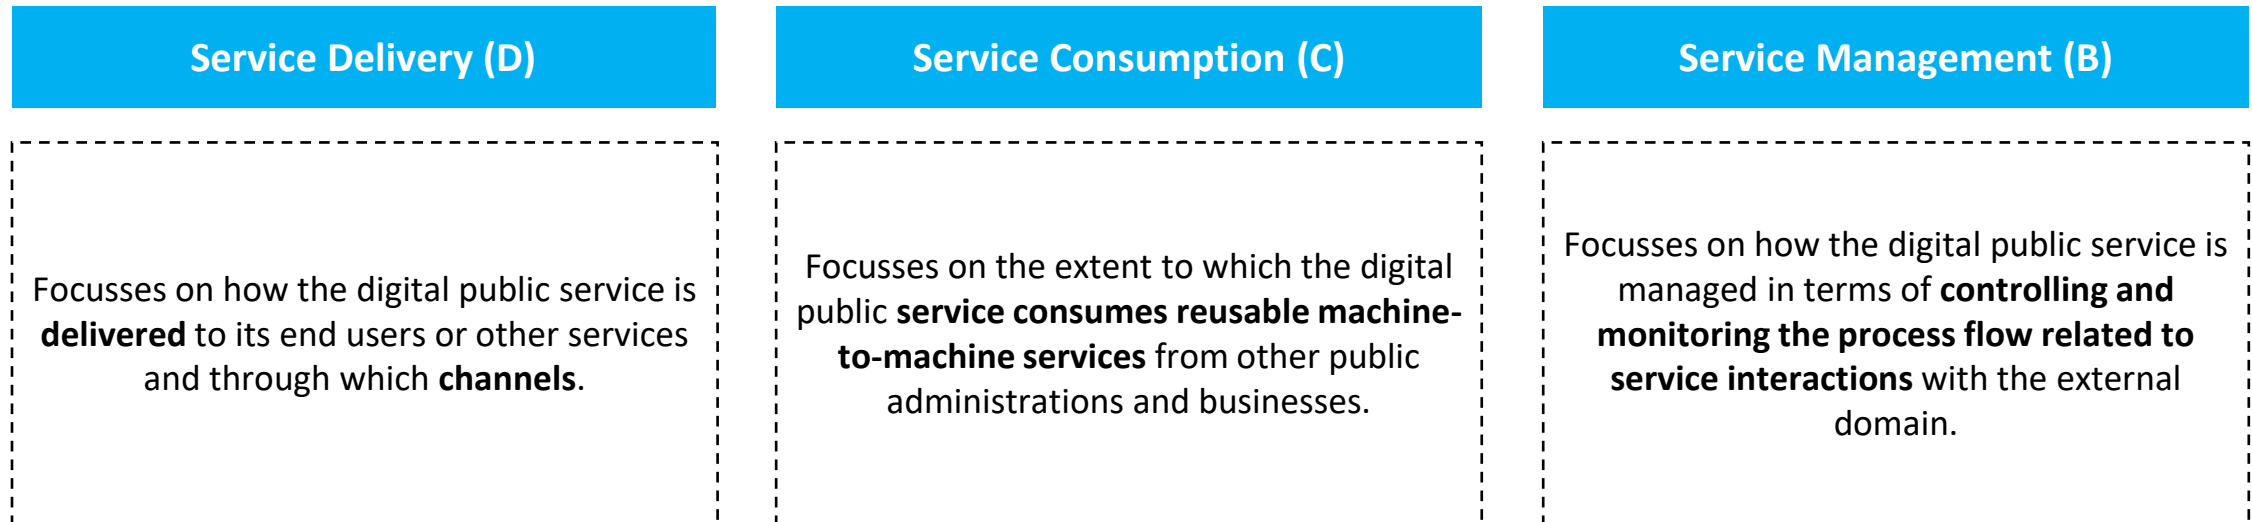 Service Delivery (D)
Focusses on how the digital public service is
delivered to its end users or other services
and through which channels.
Service Consumption (C)
Focusses on the extent to which the digital
public service consumes reusable machine-
to-machine services from other public
administrations and businesses.
Service Management (B)
Focusses on how the digital public service is
managed in terms of controlling and
monitoring the process flow related to
service interactions with the external
domain.